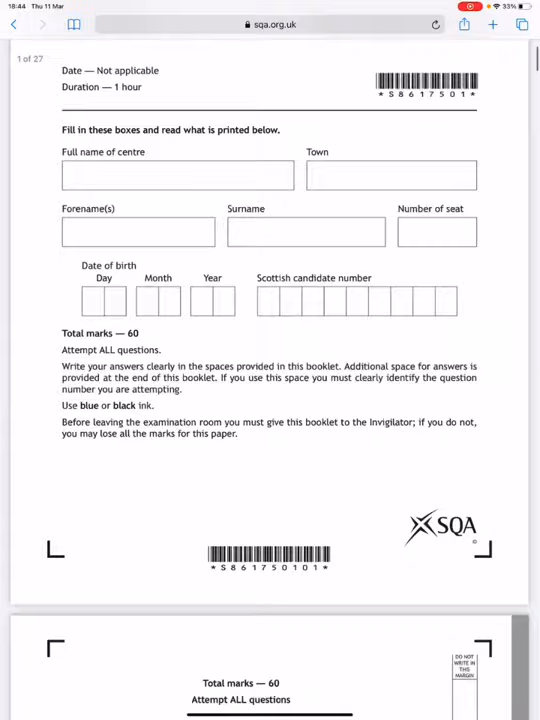 18:44 Thu 11 Mar
33%
sqa.org.uk
1 of 27
Date — Not applicable
Duration — 1 hour
*S8617501*
Fill in these boxes and read what is printed below.
Full name of centre
Town
Forename(s)
Surname
Number of seat
Date of birth
Day
Month
Year
Scottish candidate number
Total marks — 60
Attempt ALL questions.
Write your answers clearly in the spaces provided in this booklet. Additional space for answers is
provided at the end of this booklet. If you use this space you must clearly identify the question
number you are attempting.
Use blue or black ink.
Before leaving the examination room you must give this booklet to the Invigilator; if you do not,
you may lose all the marks for this paper.
SQA
©
*S861750101*
DO NOT
WRITE IN
THIS
MARGIN
Total marks — 60
Attempt ALL questions